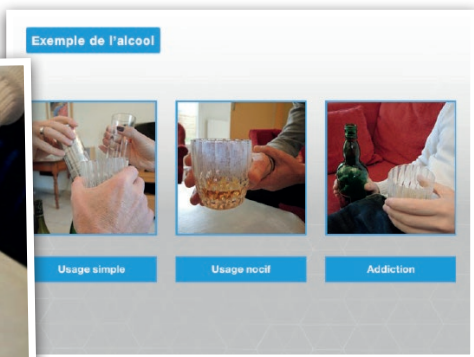 Exemple de l'alcool
Usage simple
Usage nocif
Addiction